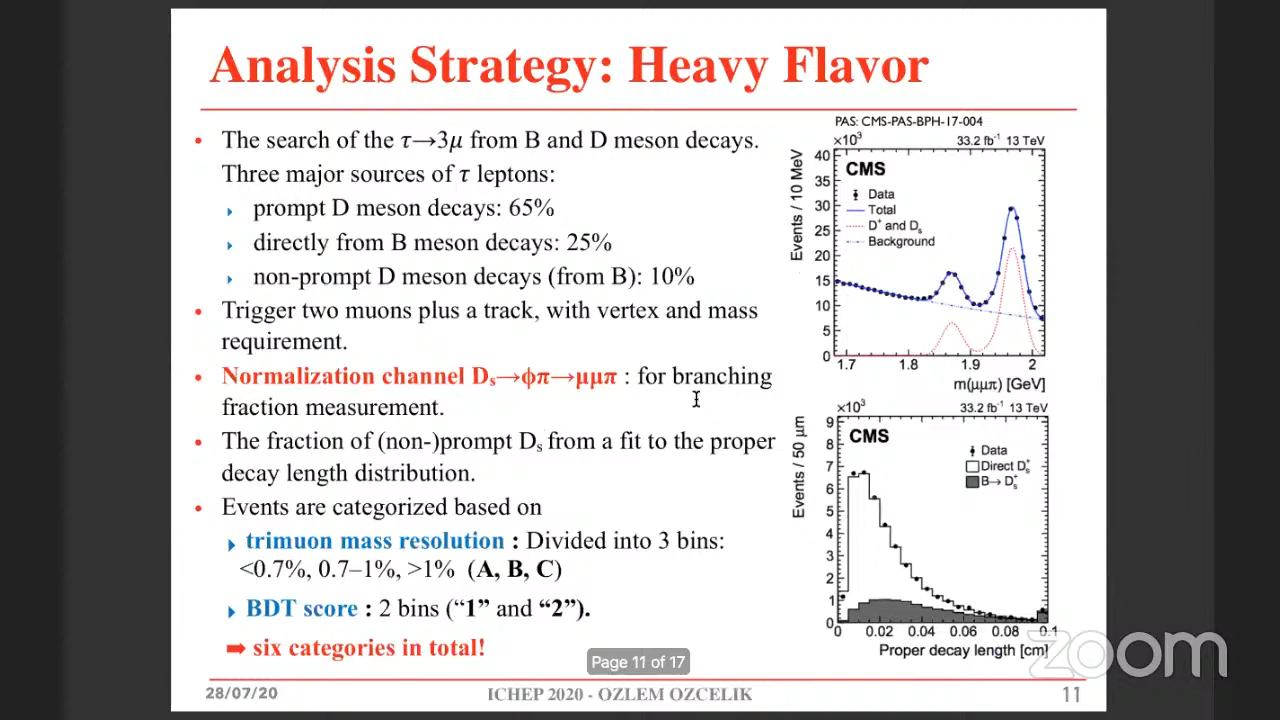 Analysis Strategy: Heavy Flavor
• The search of the τ→3μ from B and D meson decays.
Three major sources of τ leptons:
prompt D meson decays: 65%
directly from B meson decays: 25%
non-prompt D meson decays (from B): 10%
• Trigger two muons plus a track, with vertex and mass
requirement.
• Normalization channel Dₛ→ϕπ→μμπ : for branching
fraction measurement.
• The fraction of (non-)prompt Dₛ from a fit to the proper
decay length distribution.
• Events are categorized based on
trimuon mass resolution : Divided into 3 bins:
<0.7%, 0.7–1%, >1% (A, B, C)
BDT score : 2 bins (“1” and “2”).
➡ six categories in total!
PAS: CMS-PAS-BPH-17-004
×10³ 33.2 fb⁻¹ 13 TeV
CMS
Data
Total
D⁺ and Dₛ
Background
Events / 10 MeV
40
35
30
25
20
15
10
5
0
1.7 1.8 1.9 2
m(μμπ) [GeV]
×10³ 33.2 fb⁻¹ 13 TeV
CMS
Data
Direct Dₛ⁺
B→ Dₛ⁺
Events / 50 μm
9
8
7
6
5
4
3
2
1
0
0 0.02 0.04 0.06 0.08 0.1
Proper decay length [cm]
Page 11 of 17
zoom
28/07/20 ICHEP 2020 - OZLEM OZCELIK 11